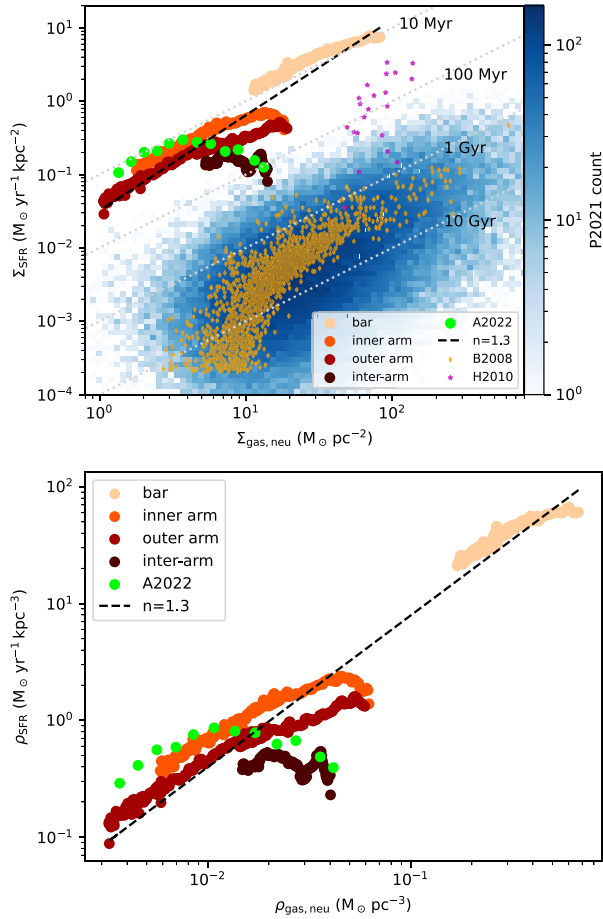 10²
10¹
10⁰
10⁻¹
10⁻²
10⁻³
10⁻⁴
Σ_SFR (M⊙ yr⁻¹ kpc⁻²)
10 Myr
100 Myr
1 Gyr
10 Gyr
bar
inner arm
outer arm
inter-arm
A2022
n=1.3
B2008
H2010
10⁰
10¹
10²
Σ_gas, neu (M⊙ pc⁻²)
10²
10¹
10⁰
P2021 count
bar
inner arm
outer arm
inter-arm
A2022
n=1.3
10²
10¹
10⁰
10⁻¹
ρ_SFR (M⊙ yr⁻¹ kpc⁻³)
10⁻²
10⁻¹
ρ_gas, neu (M⊙ pc⁻³)